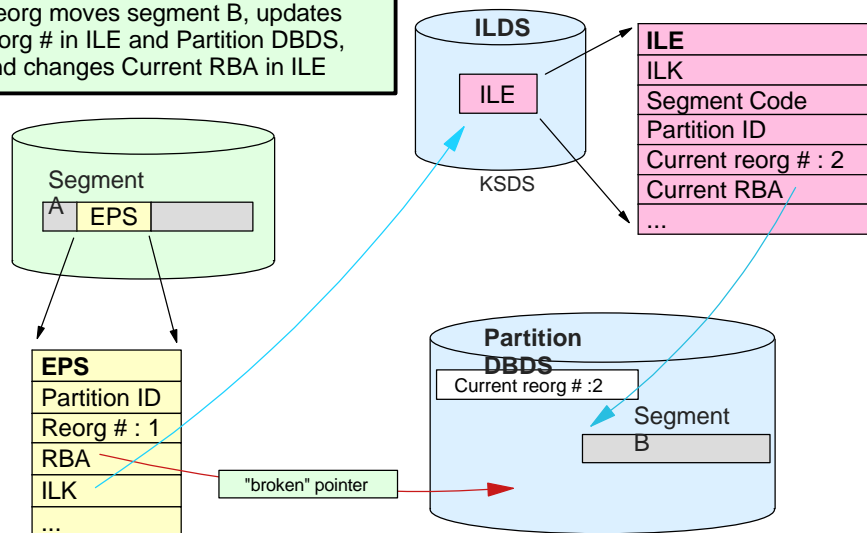 eorg moves segment B, updates
org # in ILE and Partition DBDS,
nd changes Current RBA in ILE
ILDS
ILE
KSDS
ILE
ILK
Segment Code
Partition ID
Current reorg # : 2
Current RBA
...
Segment
A
EPS
EPS
Partition ID
Reorg # : 1
RBA
ILK
...
"broken" pointer
Partition
DBDS
Current reorg # :2
Segment
B